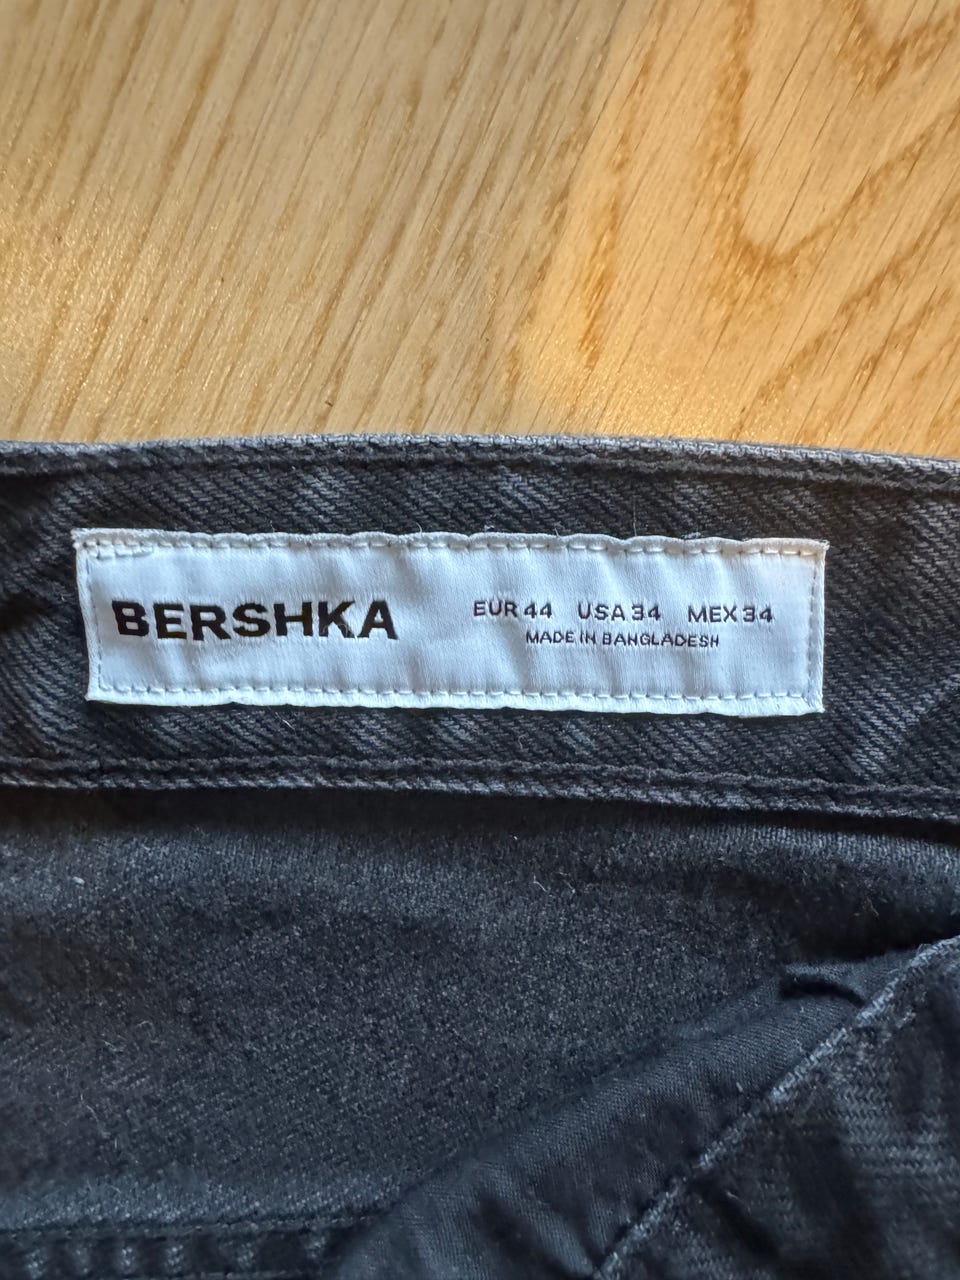 BERSHKA
EUR 44 USA 34 MEX 34
MADE IN BANGLADESH